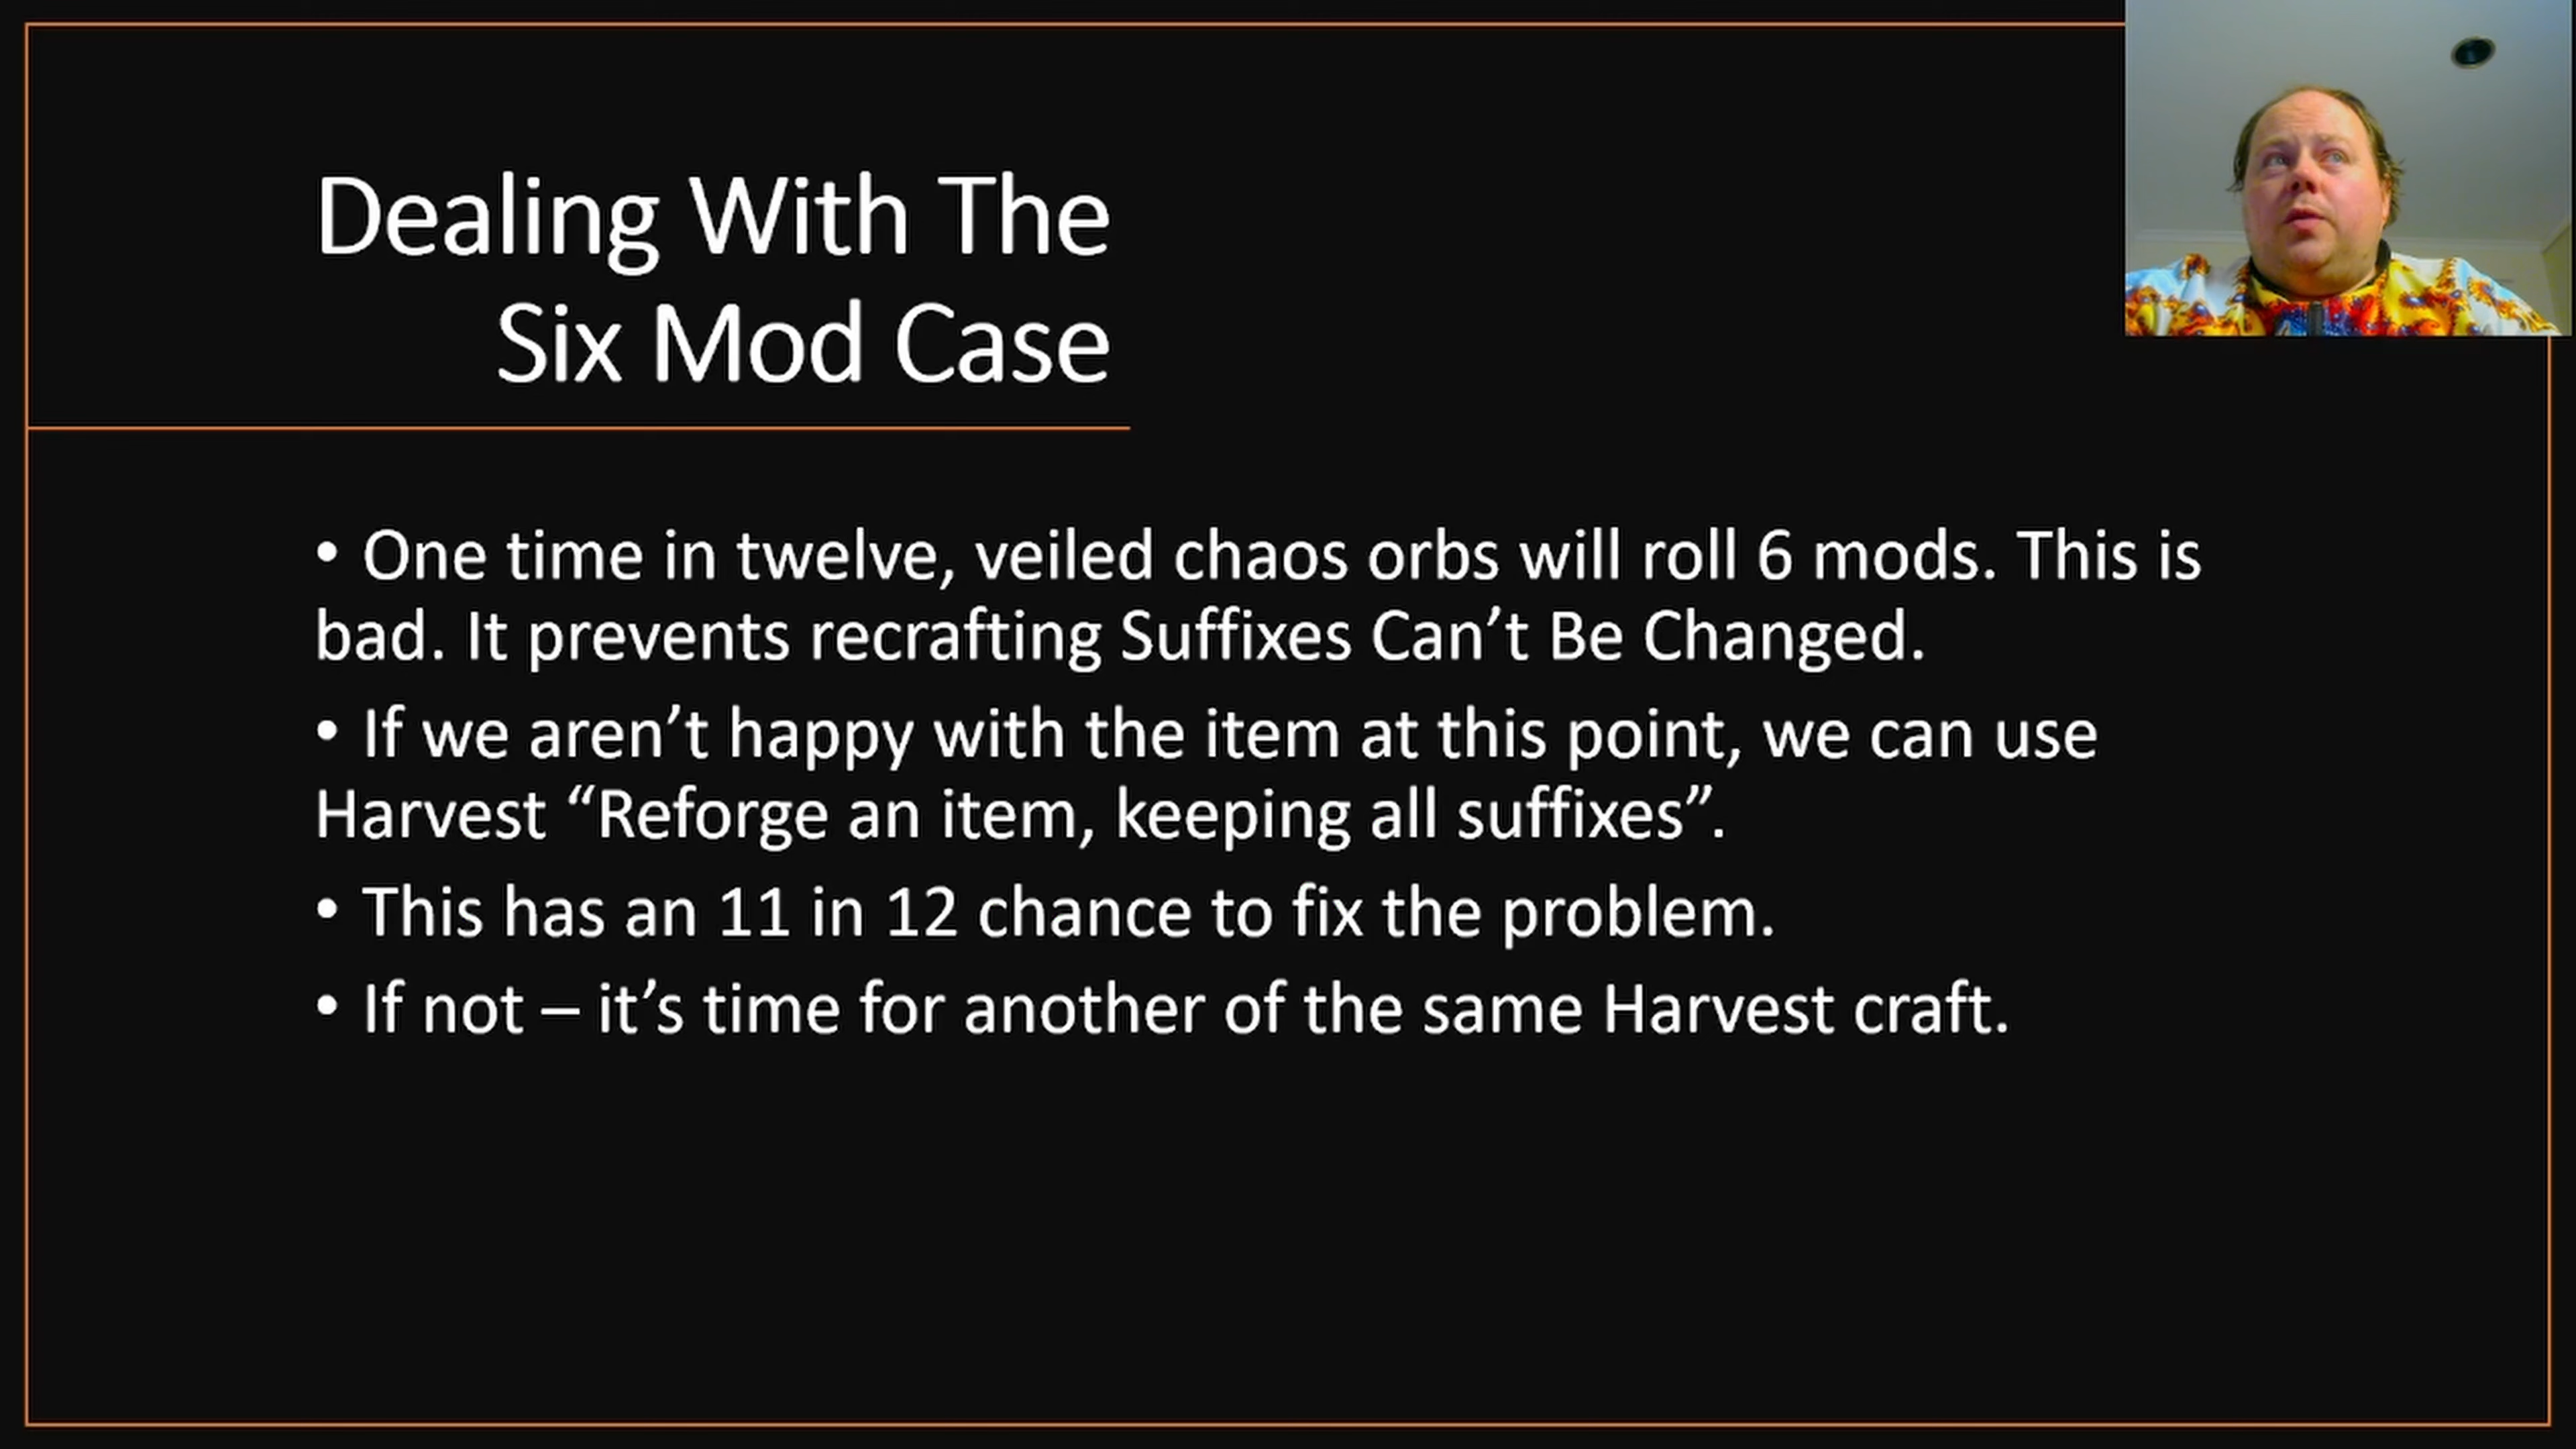 Dealing With The
Six Mod Case
• One time in twelve, veiled chaos orbs will roll 6 mods. This is
bad. It prevents recrafting Suffixes Can’t Be Changed.
• If we aren’t happy with the item at this point, we can use
Harvest “Reforge an item, keeping all suffixes”.
• This has an 11 in 12 chance to fix the problem.
• If not – it’s time for another of the same Harvest craft.